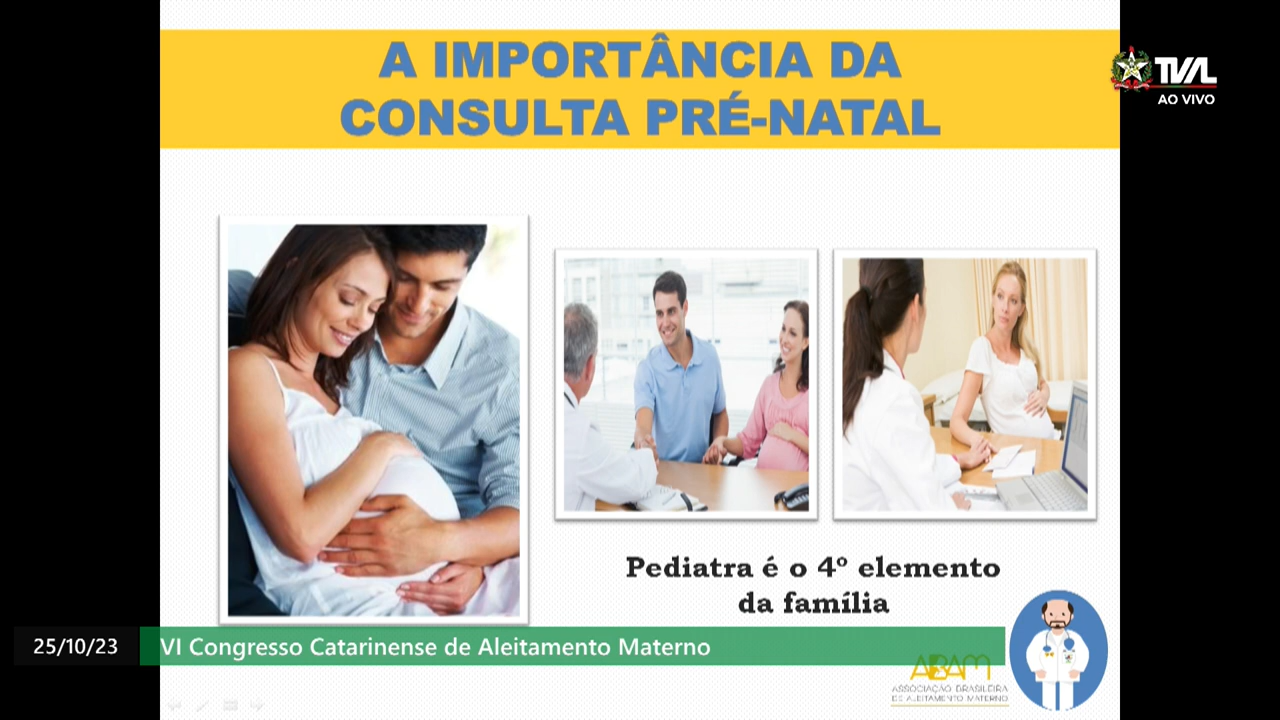 A IMPORTÂNCIA DA
CONSULTA PRÉ-NATAL
TVAL
AO VIVO
Pediatra é o 4º elemento
da família
25/10/23
VI Congresso Catarinense de Aleitamento Materno
ABAM
ASSOCIAÇÃO BRASILEIRA
DE ALEITAMENTO MATERNO